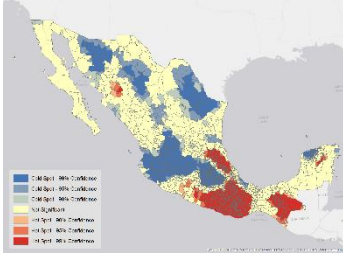 Cold Spot - 99% Confidence
Cold Spot - 95% Confidence
Cold Spot - 90% Confidence
Not Significant
Hot Spot - 90% Confidence
Hot Spot - 95% Confidence
Hot Spot - 99% Confidence